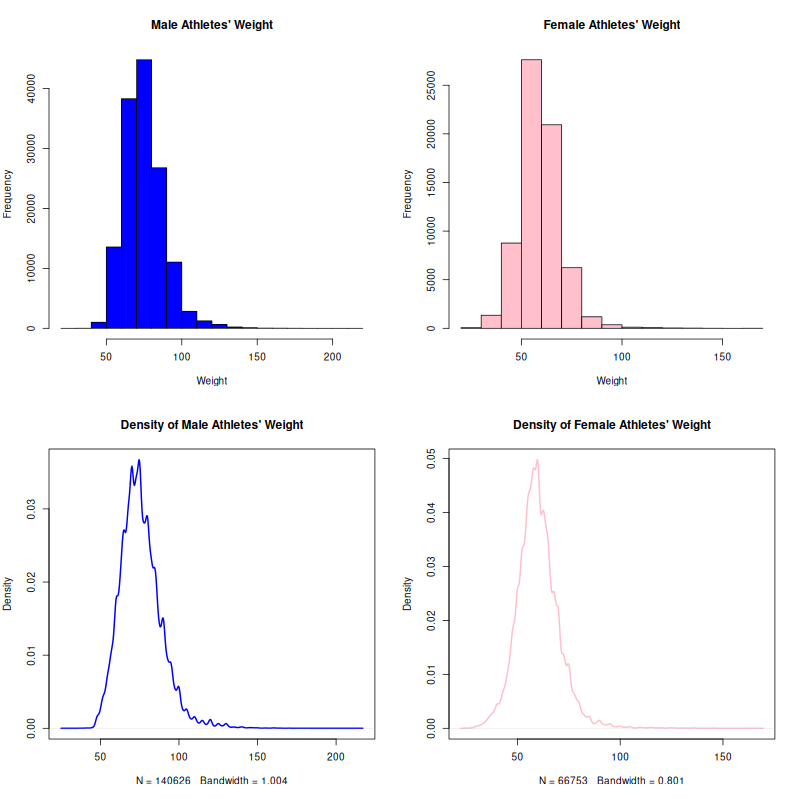 Male Athletes' Weight
Frequency
0
10000
20000
30000
40000
50
100
150
200
Weight
Female Athletes' Weight
Frequency
0
5000
10000
15000
20000
25000
50
100
150
Weight
Density of Male Athletes' Weight
Density
0.00
0.01
0.02
0.03
50
100
150
200
N = 140626 Bandwidth = 1.004
Density of Female Athletes' Weight
Density
0.00
0.01
0.02
0.03
0.04
0.05
50
100
150
N = 66753 Bandwidth = 0.801